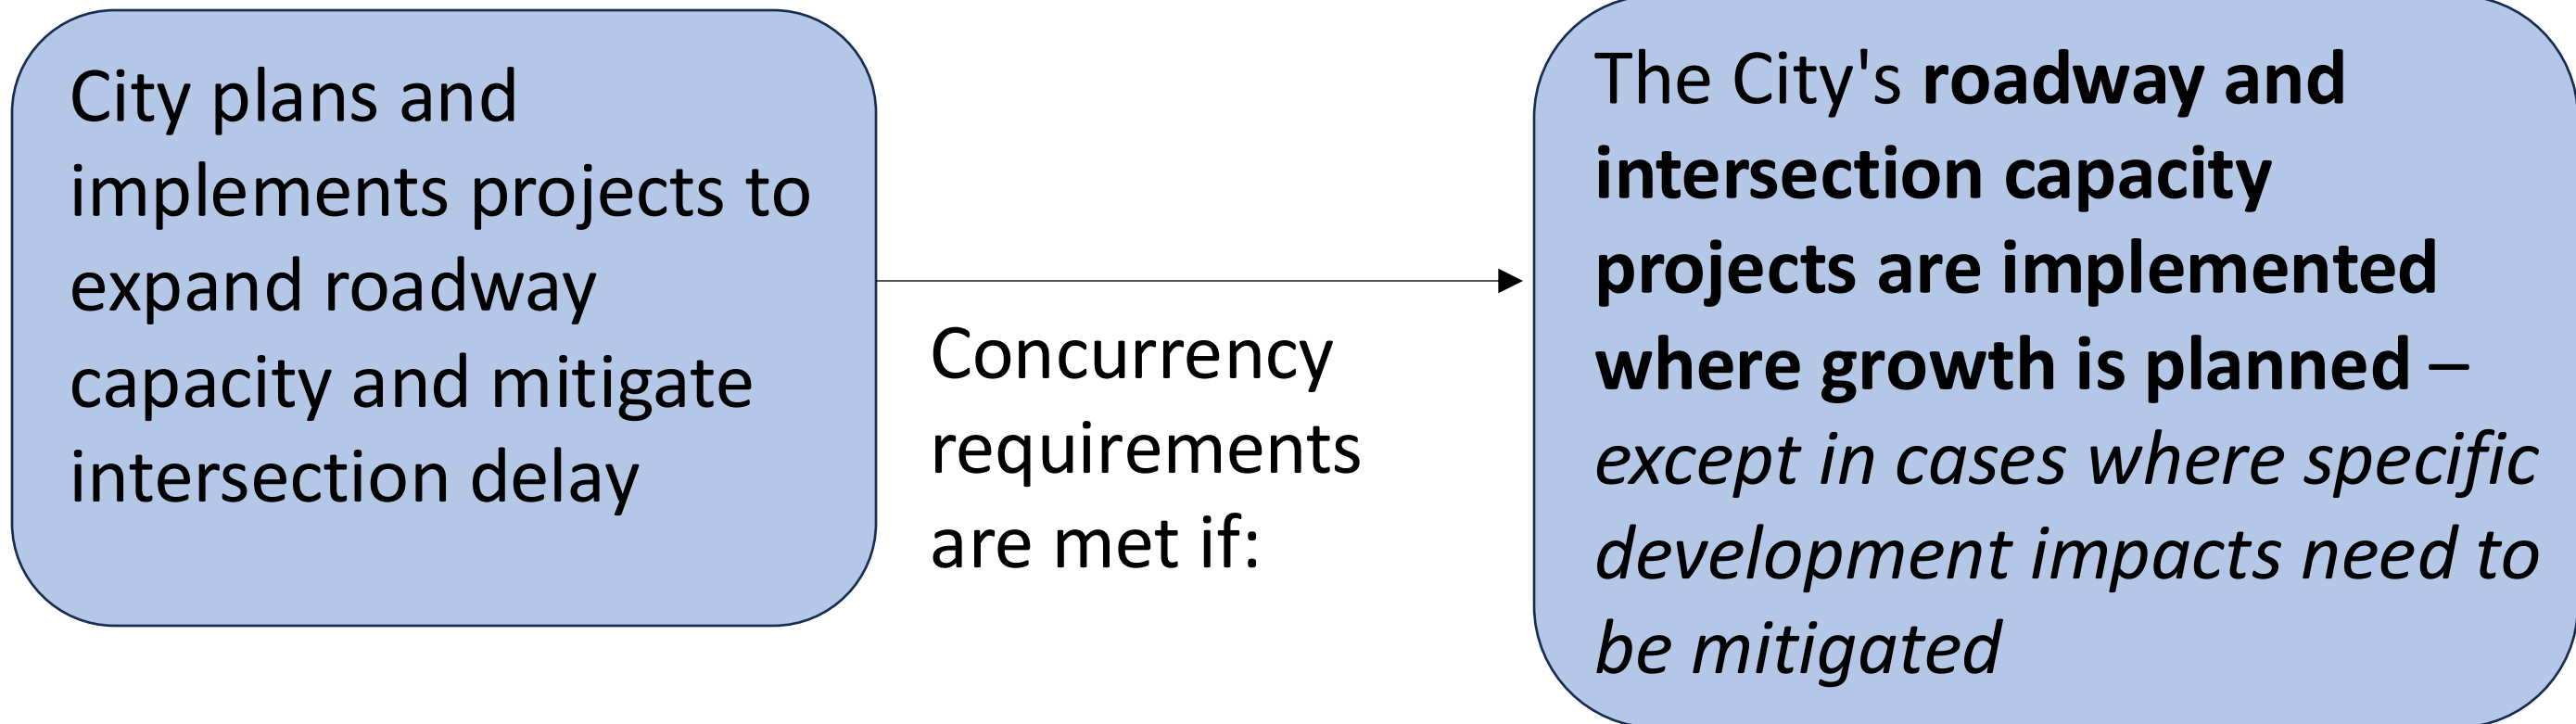 City plans and
implements projects to
expand roadway
capacity and mitigate
intersection delay
Concurrency
requirements
are met if:
The City's roadway and
intersection capacity
projects are implemented
where growth is planned –
except in cases where specific
development impacts need to
be mitigated